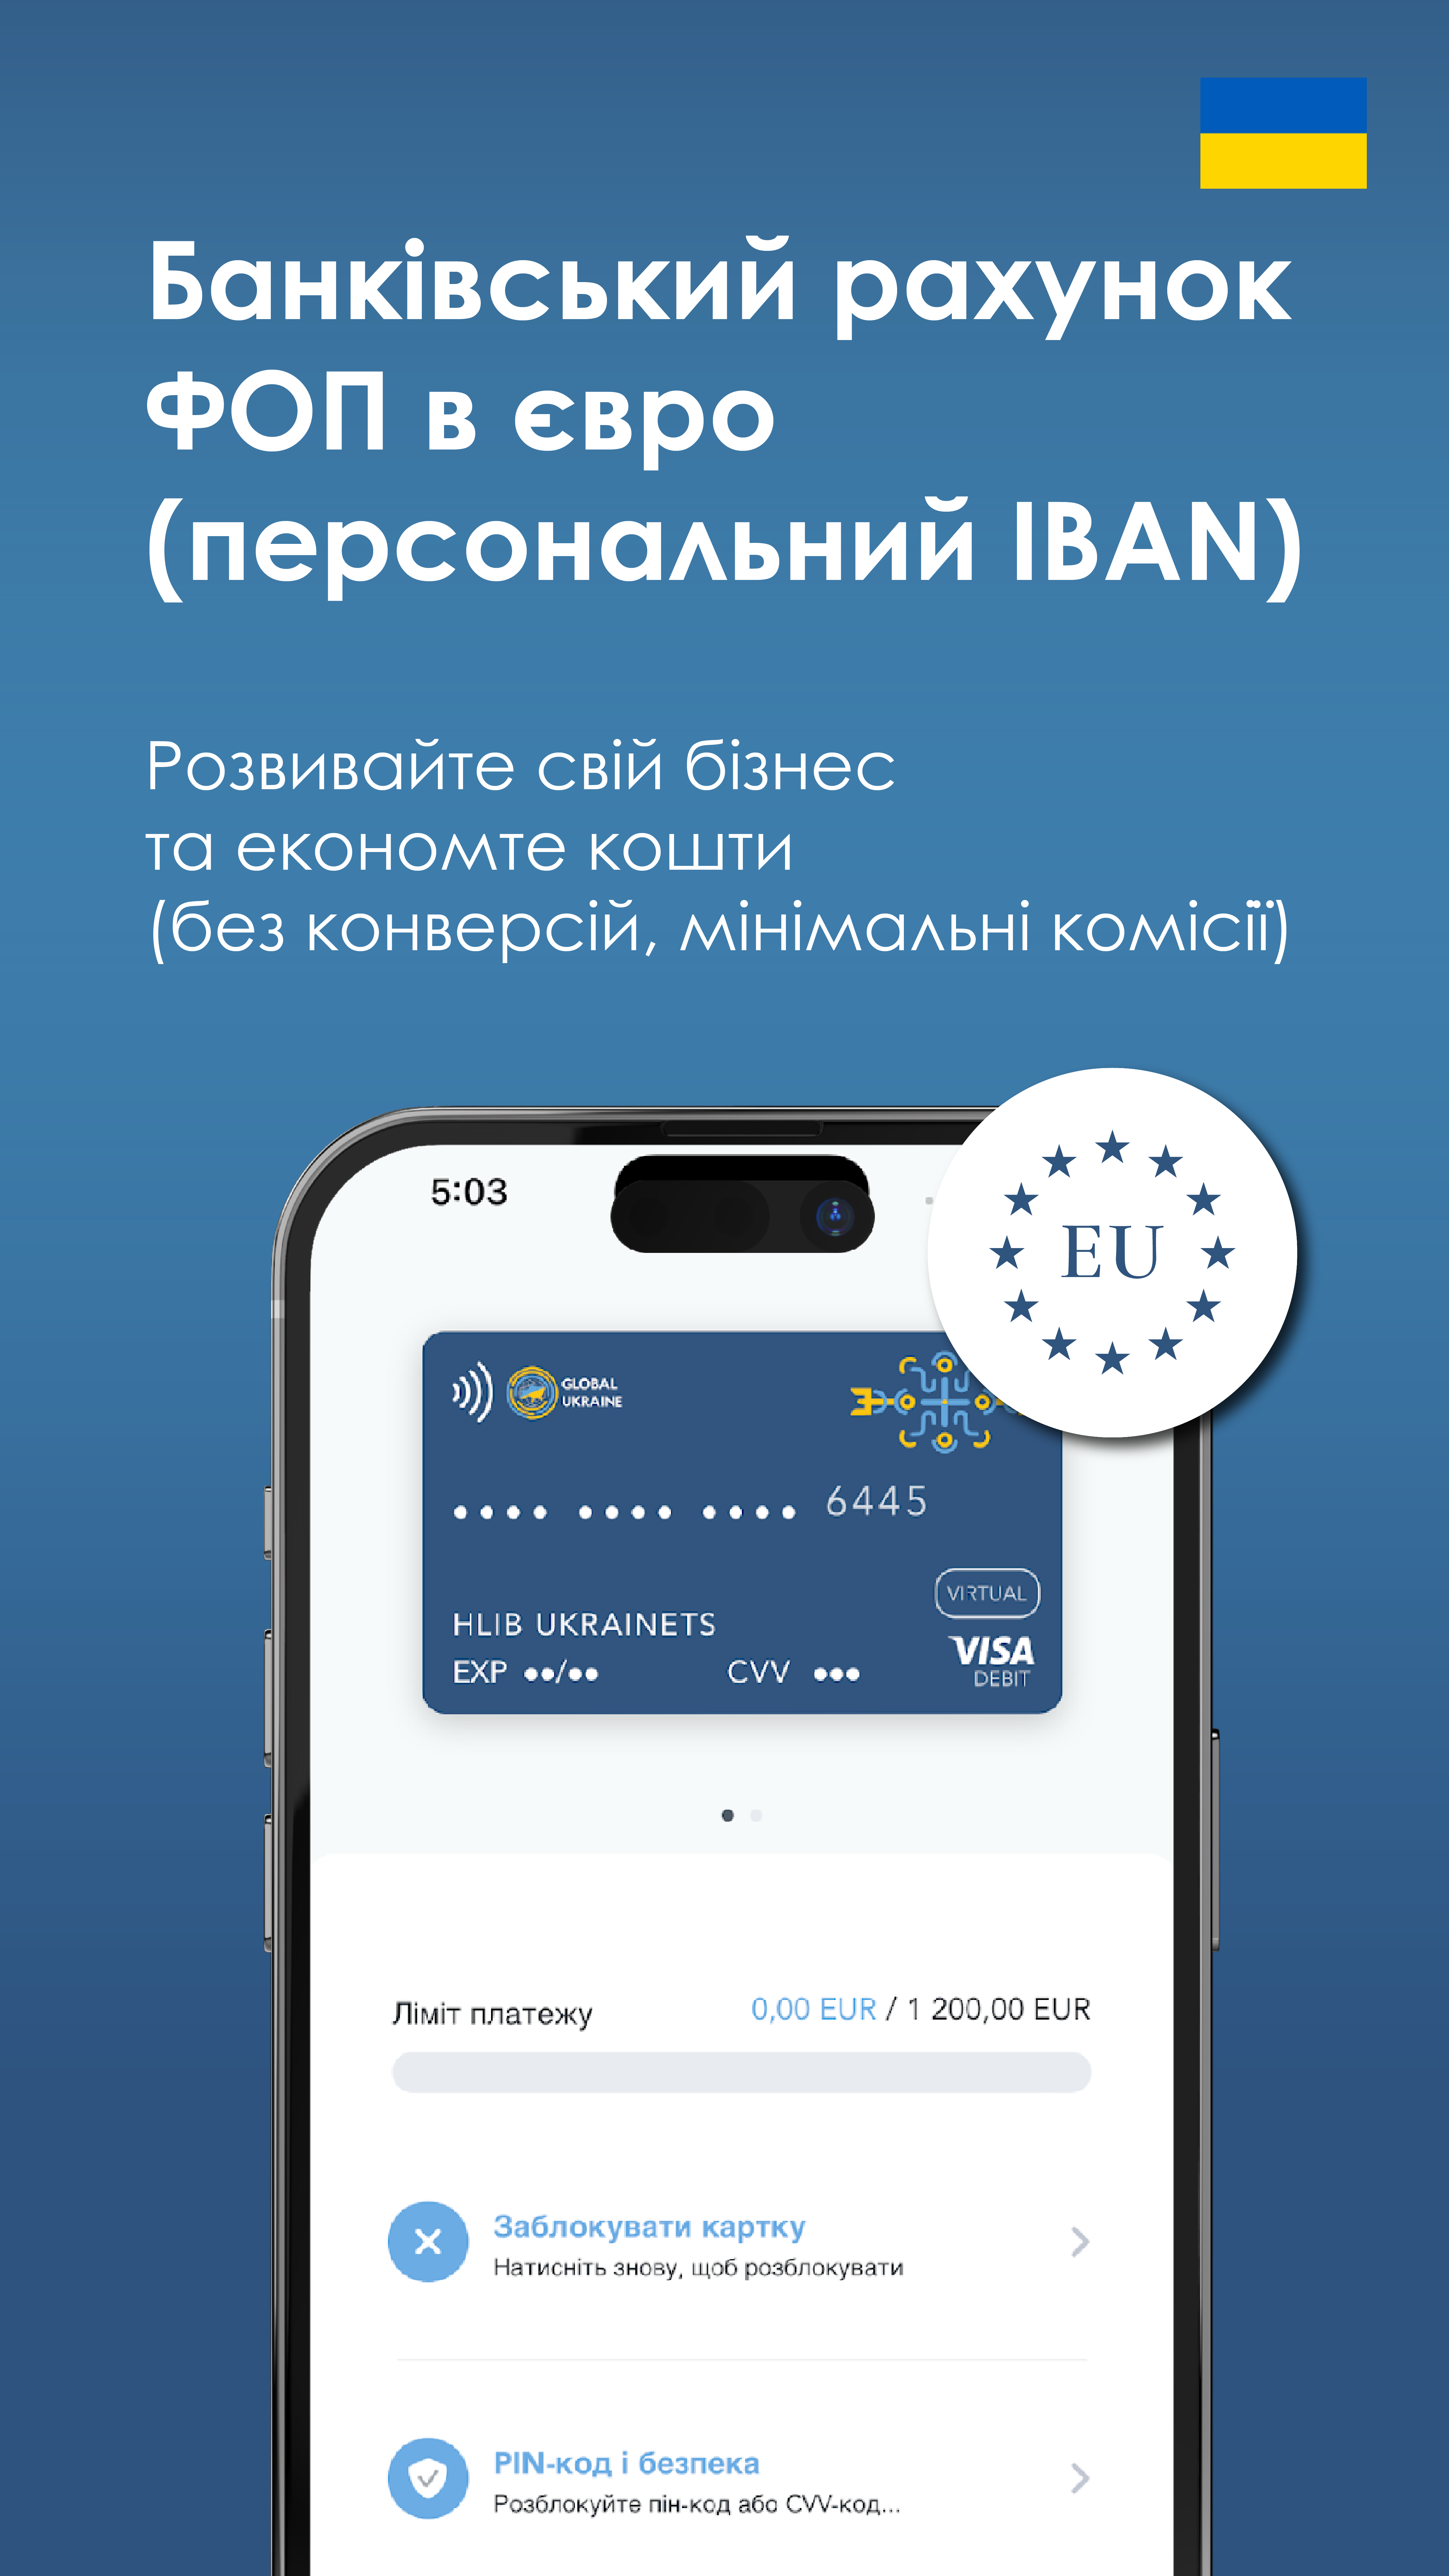 Банківський рахунок
ФОП в євро
(персональний IBAN)
Розвивайте свій бізнес
та економте кошти
(без конверсій, мінімальні комісії)
5:03
EU
GLOBAL
UKRAINE
•••• •••• •••• 6445
VIRTUAL
HLIB UKRAINETS
EXP ••/•• CVV •••
VISA
DEBIT
Ліміт платежу 0,00 EUR / 1 200,00 EUR
Заблокувати картку
Натисніть знову, щоб розблокувати
PIN-код і безпека
Розблокуйте пін-код або CVV-код...